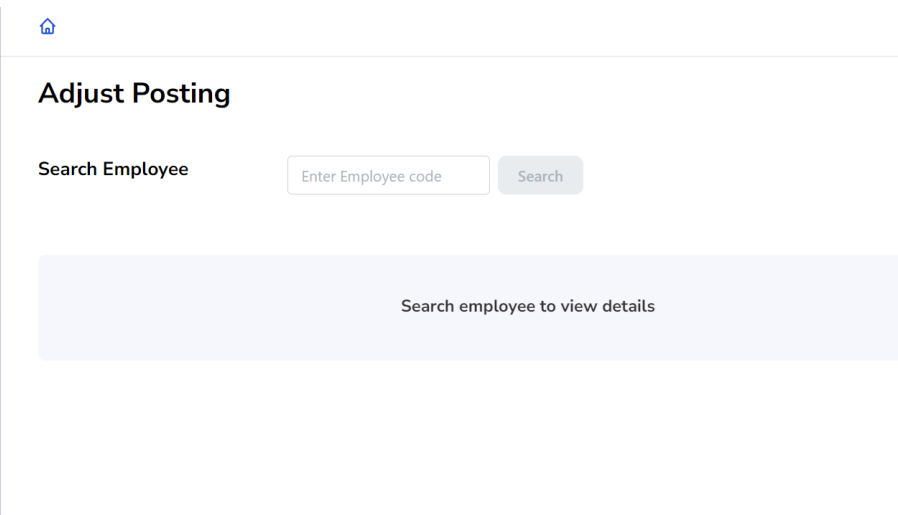 Adjust Posting
Search Employee
Enter Employee code
Search
Search employee to view details